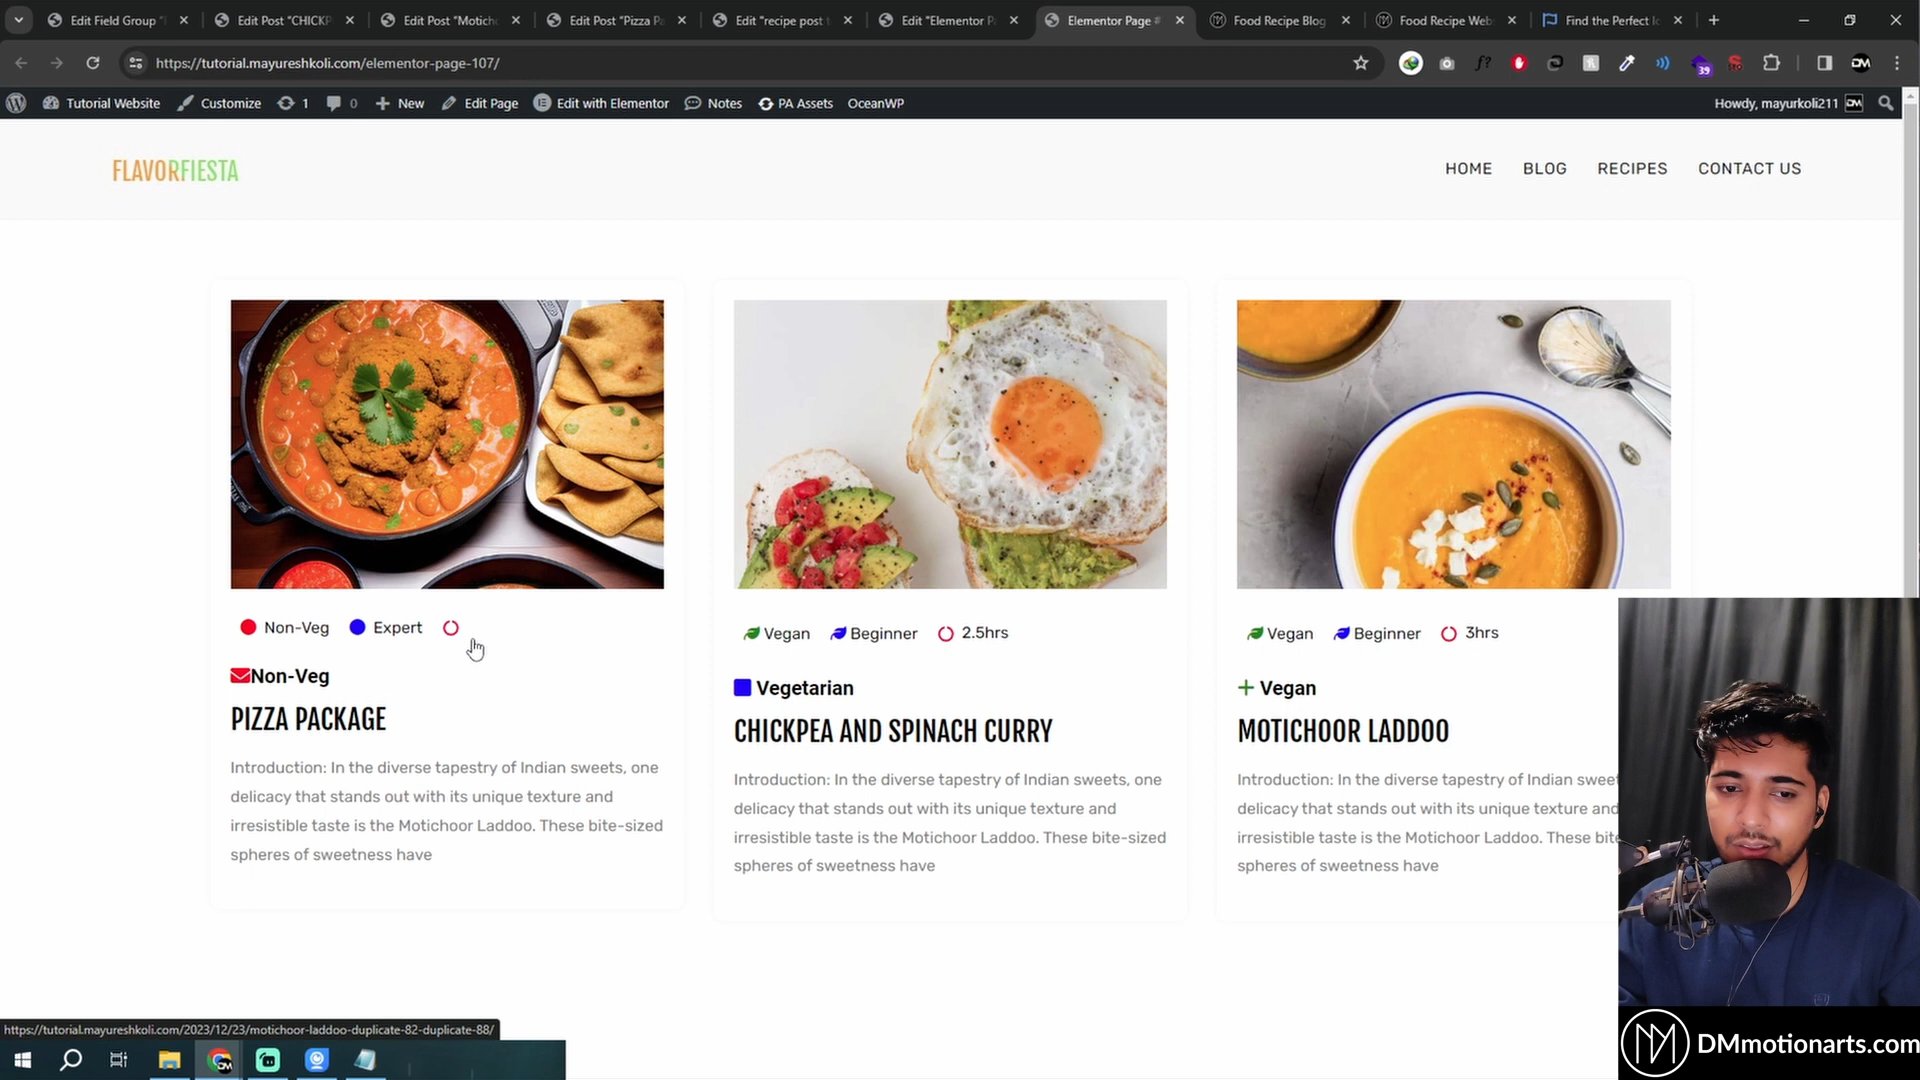 Edit Field Group "
Edit Post "CHICKP
Edit Post "Motich
Edit Post "Pizza P
Edit "recipe post t
Edit "Elementor P
Elementor Page #
Food Recipe Blog
Food Recipe Web
Find the Perfect Ic
https://tutorial.mayureshkoli.com/elementor-page-107/
39
DM
Tutorial Website
Customize
1
0
New
Edit Page
Edit with Elementor
Notes
PA Assets
OceanWP
Howdy, mayurkoli211
DM
FLAVORFIESTA
HOME
BLOG
RECIPES
CONTACT US
Non-Veg
Expert
Vegan
Beginner
2.5hrs
Vegan
Beginner
3hrs
Non-Veg
Vegetarian
Vegan
PIZZA PACKAGE
CHICKPEA AND SPINACH CURRY
MOTICHOOR LADDOO
Introduction: In the diverse tapestry of Indian sweets, one
delicacy that stands out with its unique texture and
irresistible taste is the Motichoor Laddoo. These bite-sized
spheres of sweetness have
Introduction: In the diverse tapestry of Indian sweets, one
delicacy that stands out with its unique texture and
irresistible taste is the Motichoor Laddoo. These bite-sized
spheres of sweetness have
Introduction: In the diverse tapestry of Indian sweet
delicacy that stands out with its unique texture and
irresistible taste is the Motichoor Laddoo. These bite
spheres of sweetness have
https://tutorial.mayureshkoli.com/2023/12/23/motichoor-laddoo-duplicate-82-duplicate-88/
DMmotionarts.com